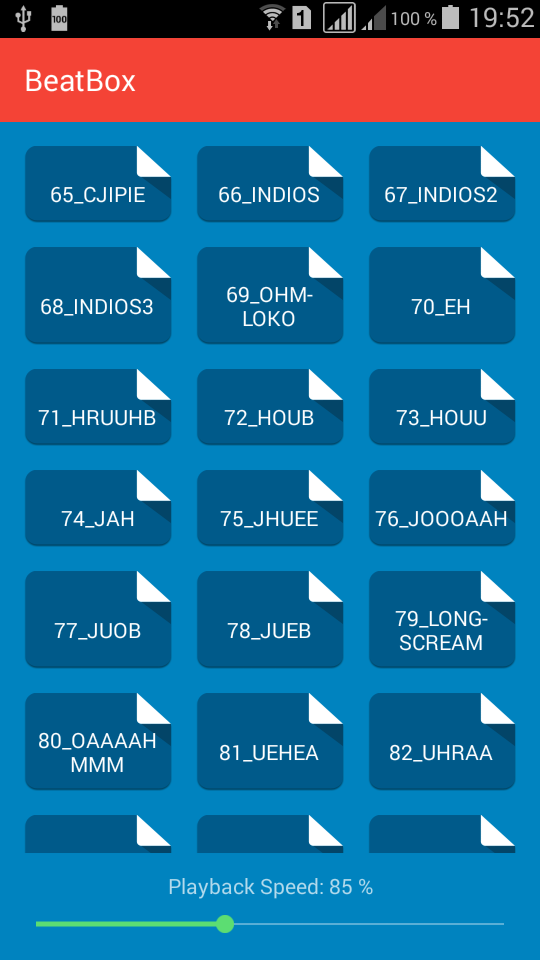 100
1
100 %
19:52
BeatBox
65_CJIPIE
66_INDIOS
67_INDIOS2
68_INDIOS3
69_OHM-
LOKO
70_EH
71_HRUUHB
72_HOUB
73_HOUU
74_JAH
75_JHUEE
76_JOOOAAH
77_JUOB
78_JUEB
79_LONG-
SCREAM
80_OAAAAH
MMM
81_UEHEA
82_UHRAA
Playback Speed: 85 %